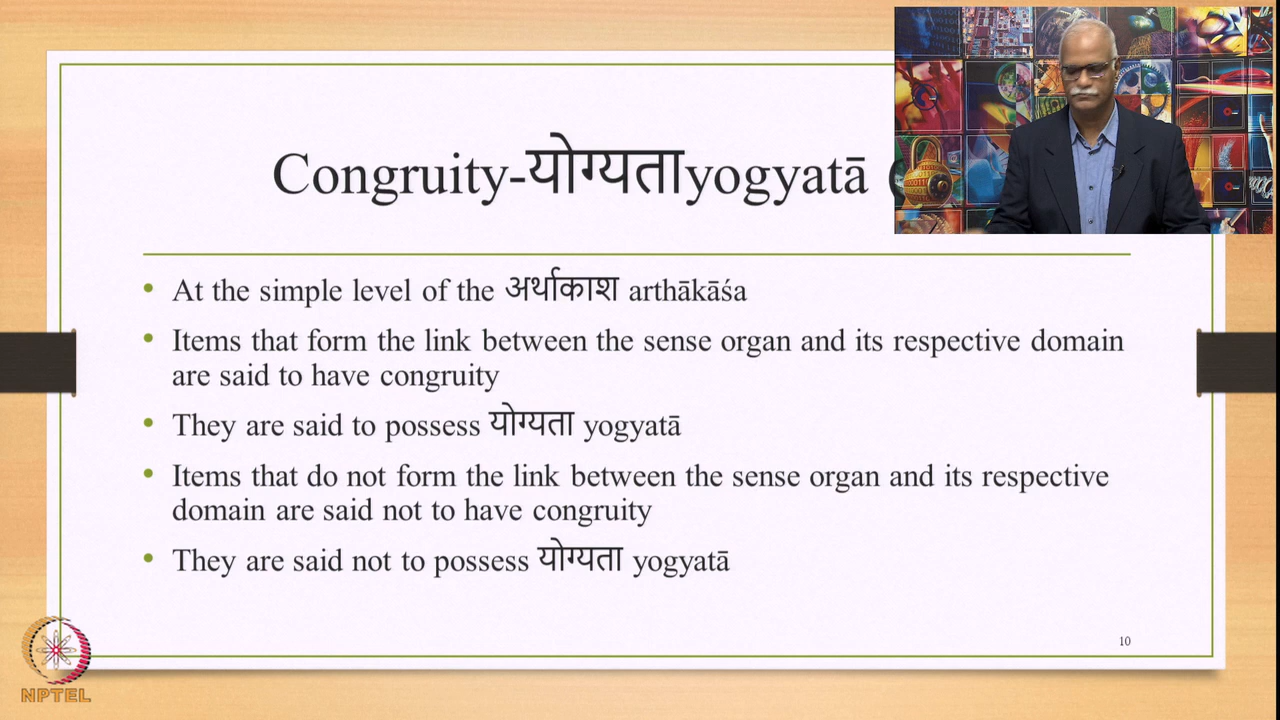 Congruity-योग्यताyogyatā (
• At the simple level of the अर्थाकाश arthākāśa
• Items that form the link between the sense organ and its respective domain
are said to have congruity
• They are said to possess योग्यता yogyatā
• Items that do not form the link between the sense organ and its respective
domain are said not to have congruity
• They are said not to possess योग्यता yogyatā
10
NPTEL